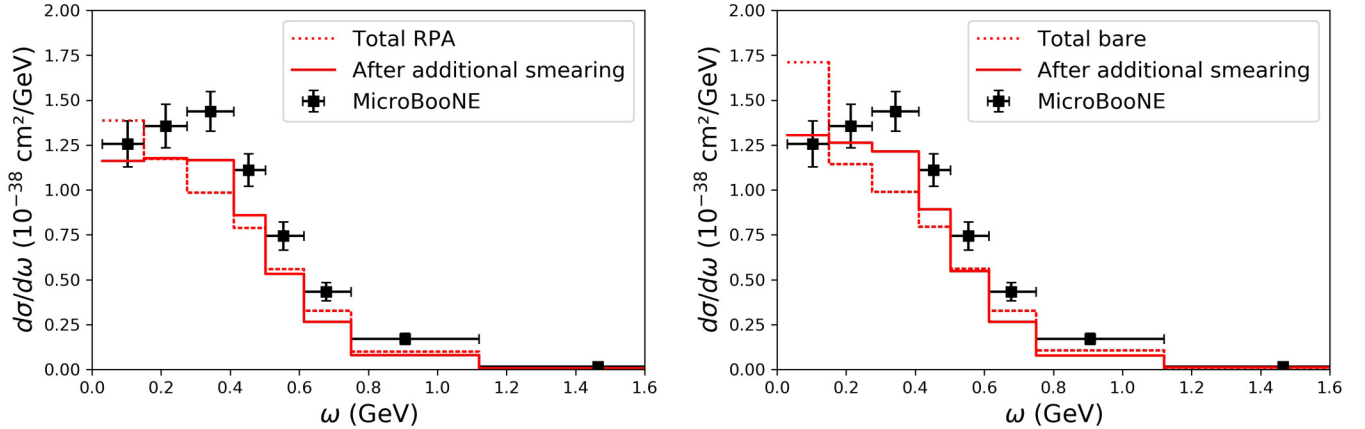 2.00
1.75
1.50
1.25
1.00
0.75
0.50
0.25
0.00
dσ/dω (10⁻³⁸ cm²/GeV)
Total RPA
After additional smearing
MicroBooNE
0.0 0.2 0.4 0.6 0.8 1.0 1.2 1.4 1.6
ω (GeV)
2.00
1.75
1.50
1.25
1.00
0.75
0.50
0.25
0.00
dσ/dω (10⁻³⁸ cm²/GeV)
Total bare
After additional smearing
MicroBooNE
0.0 0.2 0.4 0.6 0.8 1.0 1.2 1.4 1.6
ω (GeV)